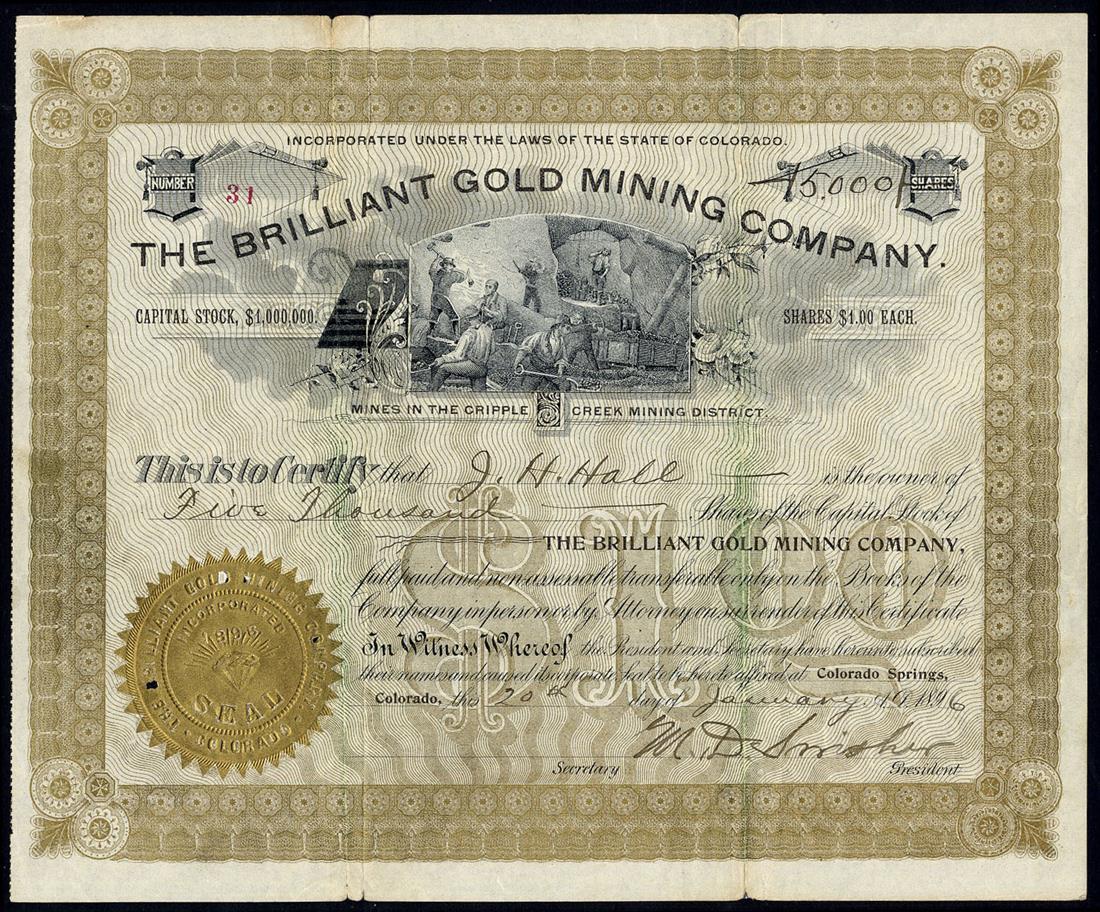 INCORPORATED UNDER THE LAWS OF THE STATE OF COLORADO.
NUMBER 31
5000 SHARES
THE BRILLIANT GOLD MINING COMPANY.
CAPITAL STOCK, $1,000,000.
SHARES $1.00 EACH.
MINES IN THE CRIPPLE CREEK MINING DISTRICT
This is to Certify that J. H. Hall is the owner of
Five Thousand Shares of the Capital Stock of
THE BRILLIANT GOLD MINING COMPANY,
full paid and non assessable transferable only on the Books of the
Company in person or by Attorney on surrender of this Certificate
In Witness Whereof the President and Secretary have hereunto subscribed
their names and caused its corporate Seal to be hereto affixed at Colorado Springs,
Colorado, this 20th day of January A.D. 1896
M. D. Swisher
Secretary President
$1.00
THE BRILLIANT GOLD MINING COMPANY
INCORPORATED
SEAL
COLORADO